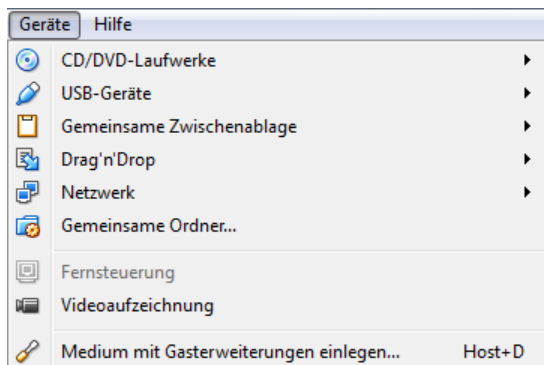 Geräte Hilfe
CD/DVD-Laufwerke
USB-Geräte
Gemeinsame Zwischenablage
Drag'n'Drop
Netzwerk
Gemeinsame Ordner...
Fernsteuerung
Videoaufzeichnung
Medium mit Gasterweiterungen einlegen... Host+D